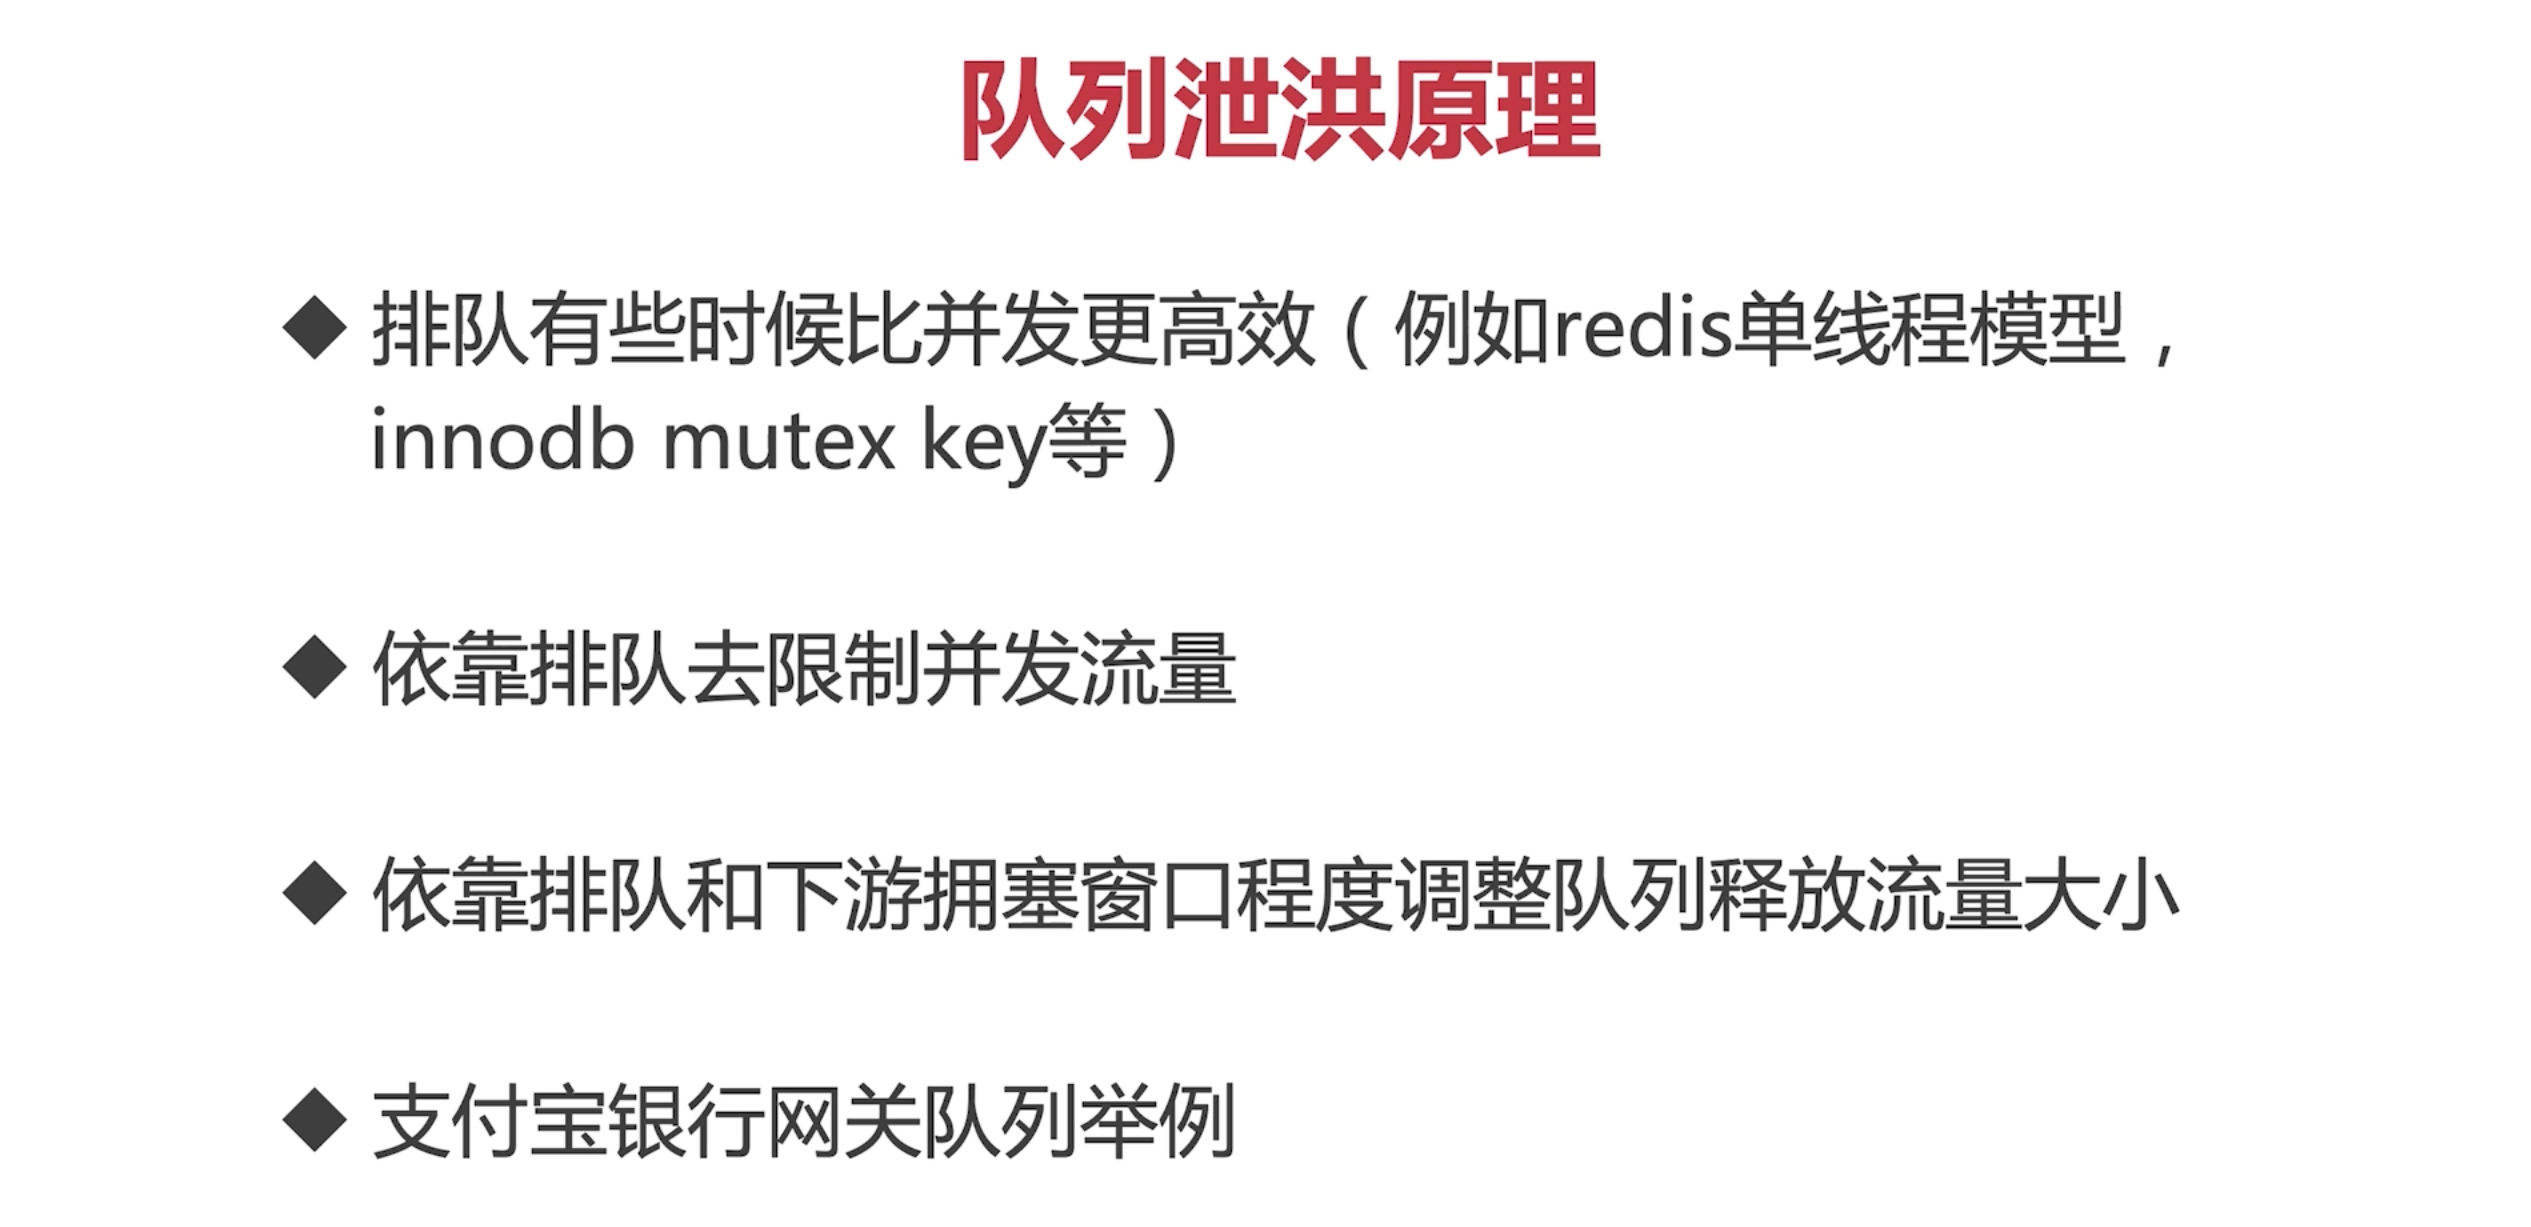 队列泄洪原理
◆ 排队有些时候比并发更高效（例如redis单线程模型，
innodb mutex key等）
◆ 依靠排队去限制并发流量
◆ 依靠排队和下游拥塞窗口程度调整队列释放流量大小
◆ 支付宝银行网关队列举例